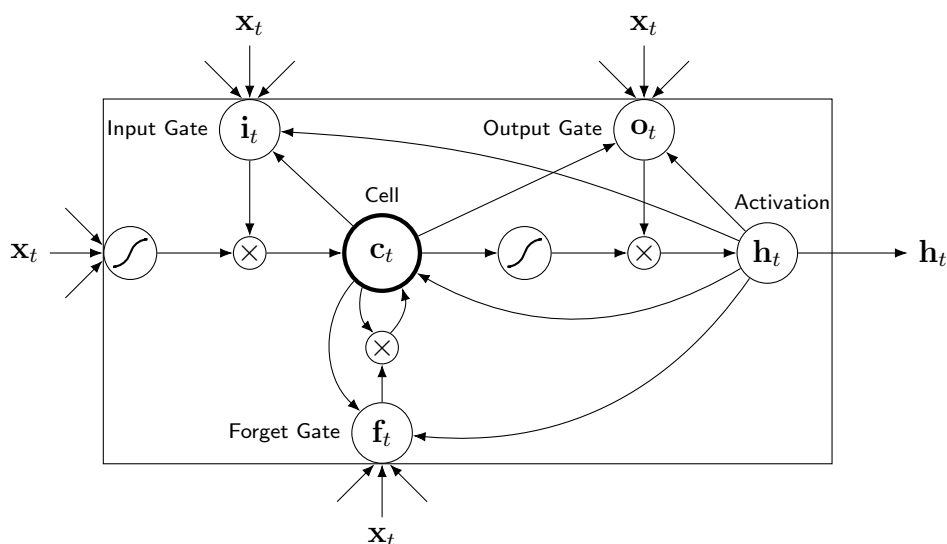 x_t
x_t
Input Gate
i_t
Output Gate
o_t
Cell
Activation
x_t
×
c_t
×
h_t
h_t
×
Forget Gate
f_t
x_t